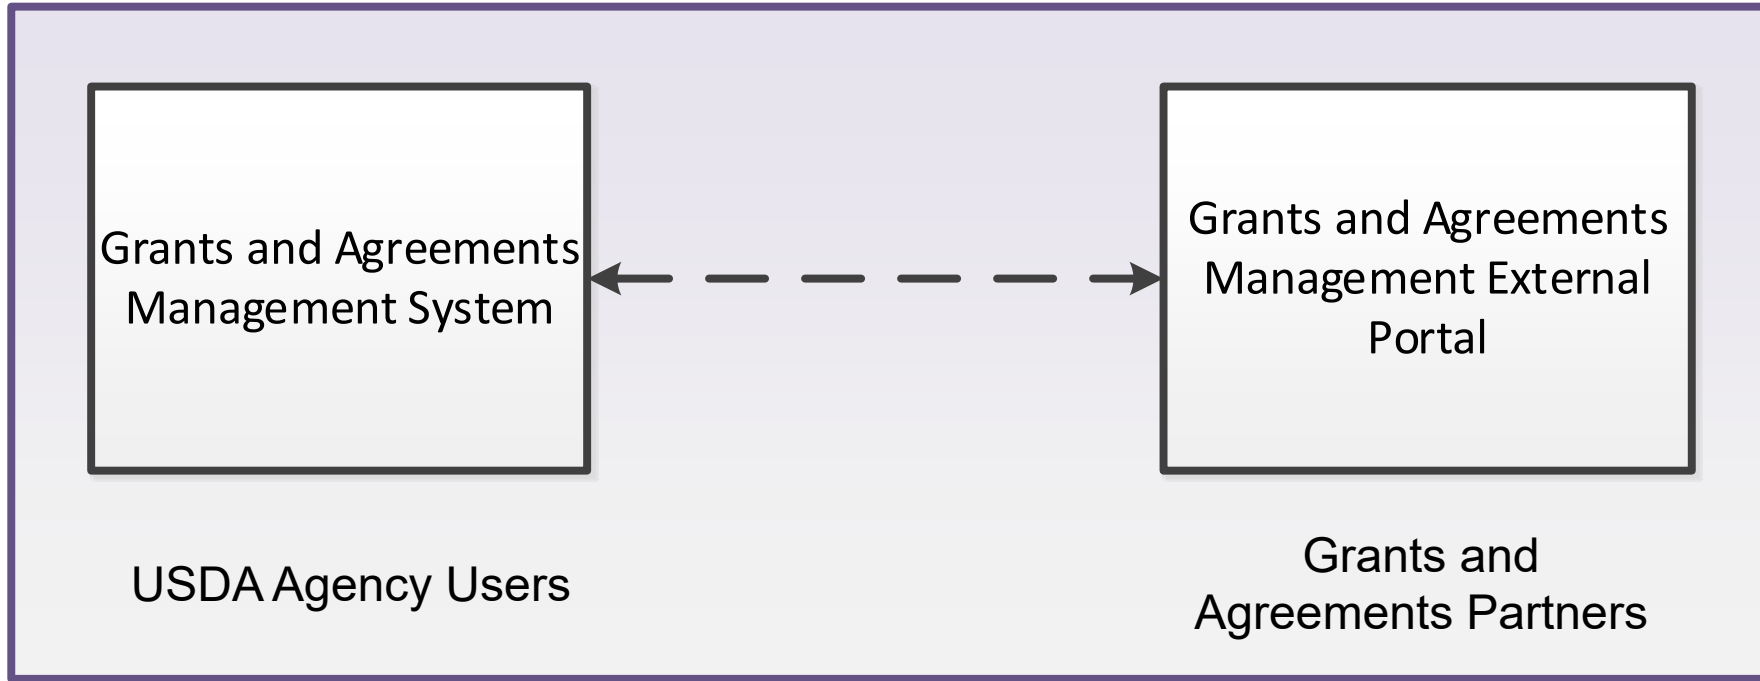 Grants and Agreements
Management System
Grants and Agreements
Management External
Portal
USDA Agency Users
Grants and
Agreements Partners